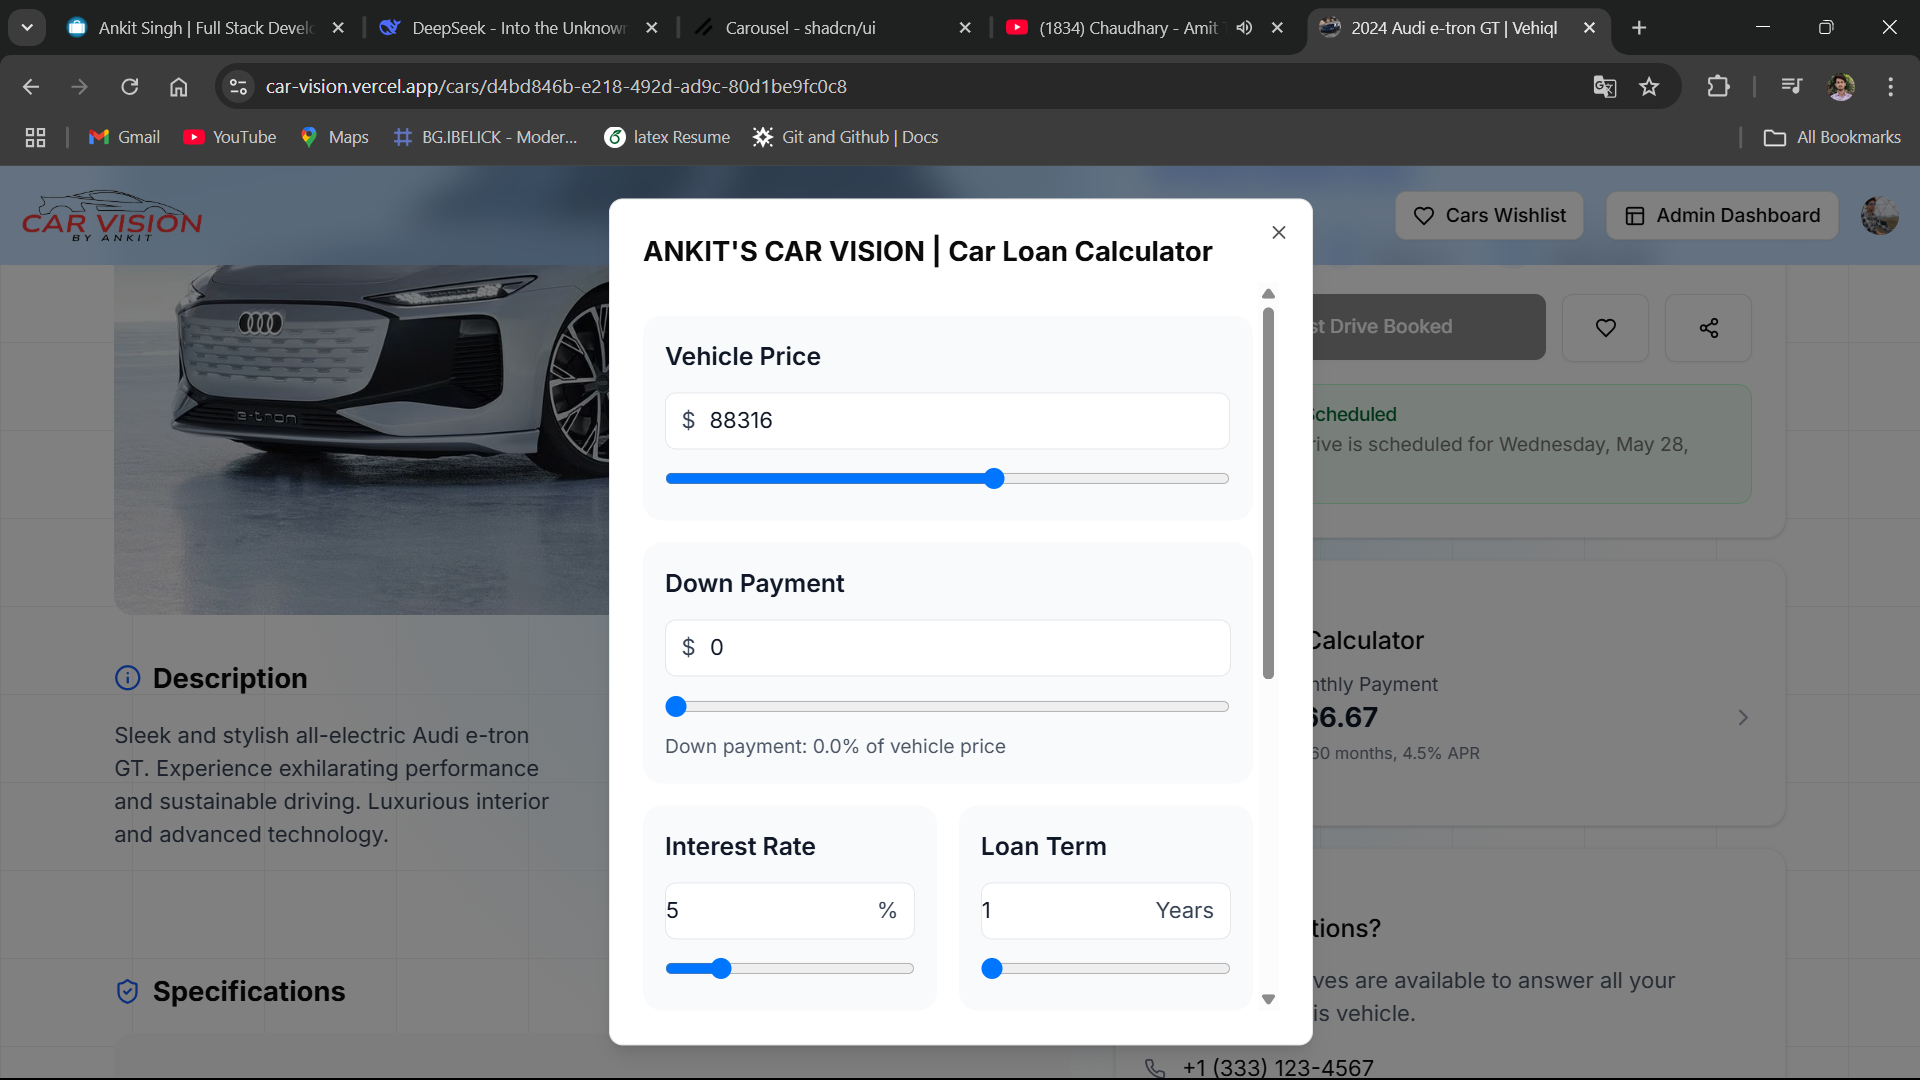 Ankit Singh | Full Stack Develo
DeepSeek - Into the Unknown
Carousel - shadcn/ui
(1834) Chaudhary - Amit
2024 Audi e-tron GT | Vehiql
car-vision.vercel.app/cars/d4bd846b-e218-492d-ad9c-80d1be9fc0c8
Gmail
YouTube
Maps
BG.IBELICK - Moder...
latex Resume
Git and Github | Docs
All Bookmarks
CAR VISION
BY ANKIT
Cars Wishlist
Admin Dashboard
ANKIT'S CAR VISION | Car Loan Calculator
Vehicle Price
$ 88316
Down Payment
$ 0
Down payment: 0.0% of vehicle price
Interest Rate
5 %
Loan Term
1 Years
e-tron
Description
Sleek and stylish all-electric Audi e-tron
GT. Experience exhilarating performance
and sustainable driving. Luxurious interior
and advanced technology.
Specifications
st Drive Booked
Scheduled
rive is scheduled for Wednesday, May 28,
Calculator
nthly Payment
66.67
60 months, 4.5% APR
tions?
ves are available to answer all your
is vehicle.
+1 (333) 123-4567